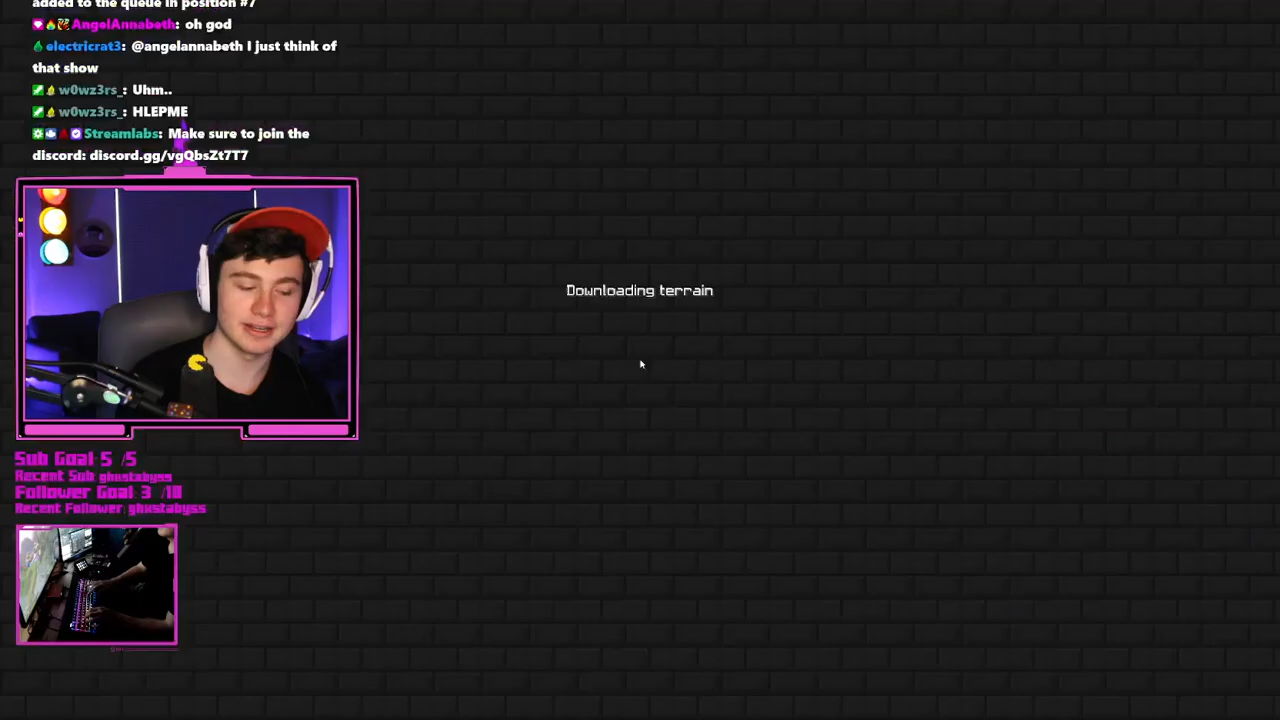 added to the queue in position #7
AngelAnnabeth: oh god
electricrat3: @angelannabeth I just think of
that show
w0wz3rs_: Uhm..
w0wz3rs_: HLEPME
Streamlabs: Make sure to join the
discord: discord.gg/vgQbsZt7T7
Downloading terrain
Sub Goal: 5 /5
Recent Sub: ghustabyss
Follower Goal: 3 /10
Recent Follower: ghustabyss